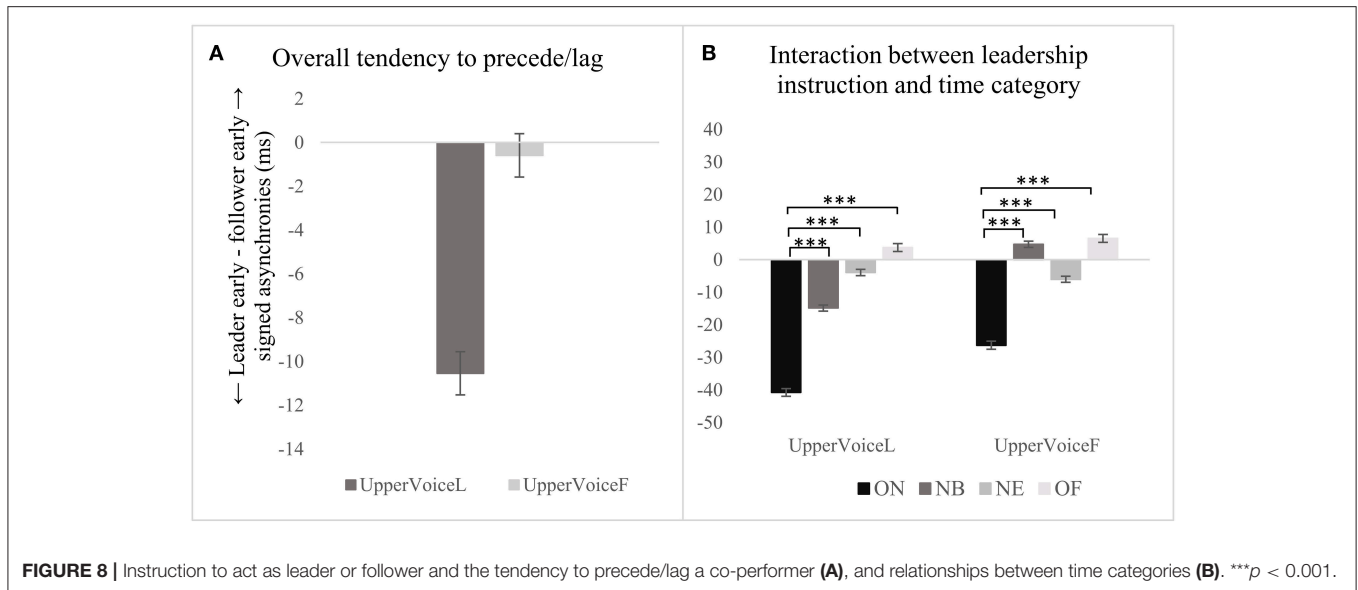 A
Overall tendency to precede/lag
← Leader early - follower early →
signed asynchronies (ms)
2
0
-2
-4
-6
-8
-10
-12
-14
UpperVoiceL UpperVoiceF
B
Interaction between leadership
instruction and time category
40
30
20
10
0
-10
-20
-30
-40
-50
***
***
***
***
***
***
UpperVoiceL UpperVoiceF
ON NB NE OF
FIGURE 8 | Instruction to act as leader or follower and the tendency to precede/lag a co-performer (A), and relationships between time categories (B). ***p < 0.001.